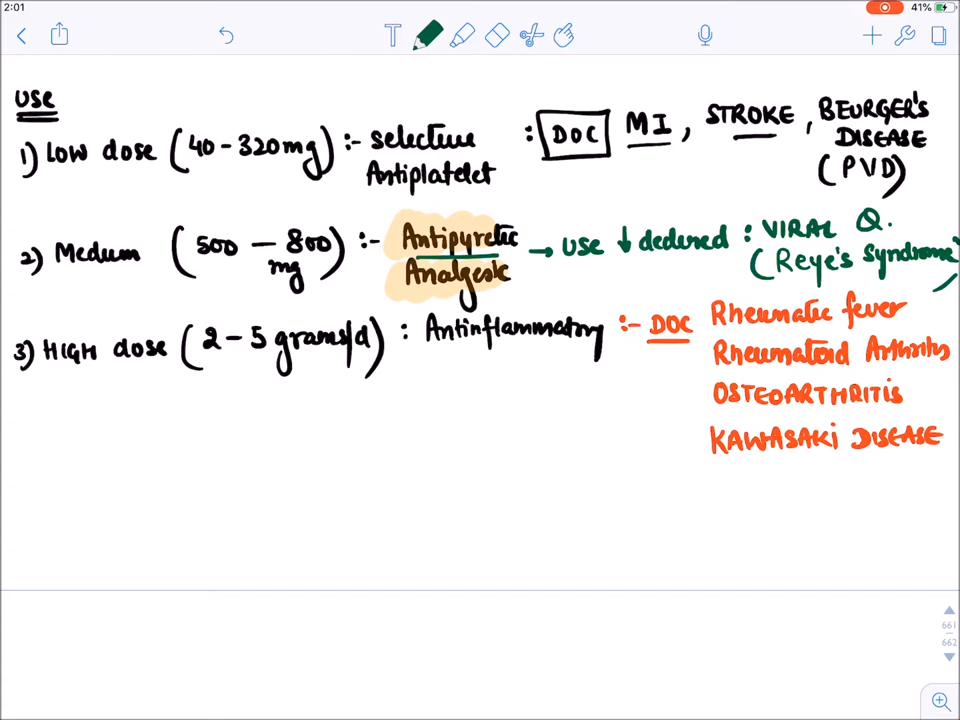 2:01
41%
USE
1) Low dose (40 - 320mg) :- selective Antiplatelet : DOC MI, STROKE, BEURGER'S DISEASE (PVD)
2) Medium (500 - 800 mg) :- Antipyretic Analgesic → USE ↓ dedured : VIRAL Q. (Reye's Syndrome)
3) HIGH dose (2 - 5 grams/d) : Antinflammatory :- DOC Rheumatic fever
Rheumatoid Arthritis
OSTEOARTHRITIS
KAWASAKI DISEASE
661
662